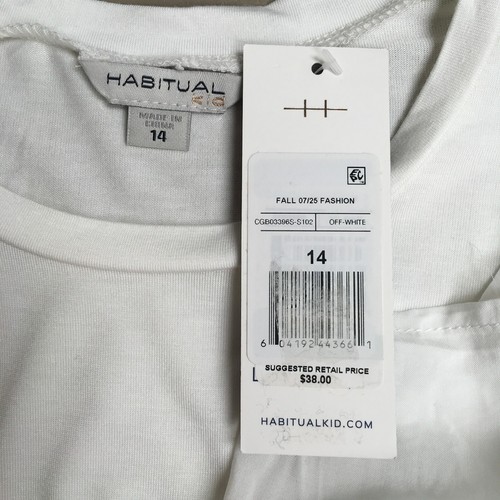 HABITUAL
KID
MADE IN
CHINA
14
H
FALL 07/25 FASHION
CGB03396S-S102 OFF-WHITE
14
6 04192 44366 1
SUGGESTED RETAIL PRICE
$38.00
L
HABITUALKID.COM